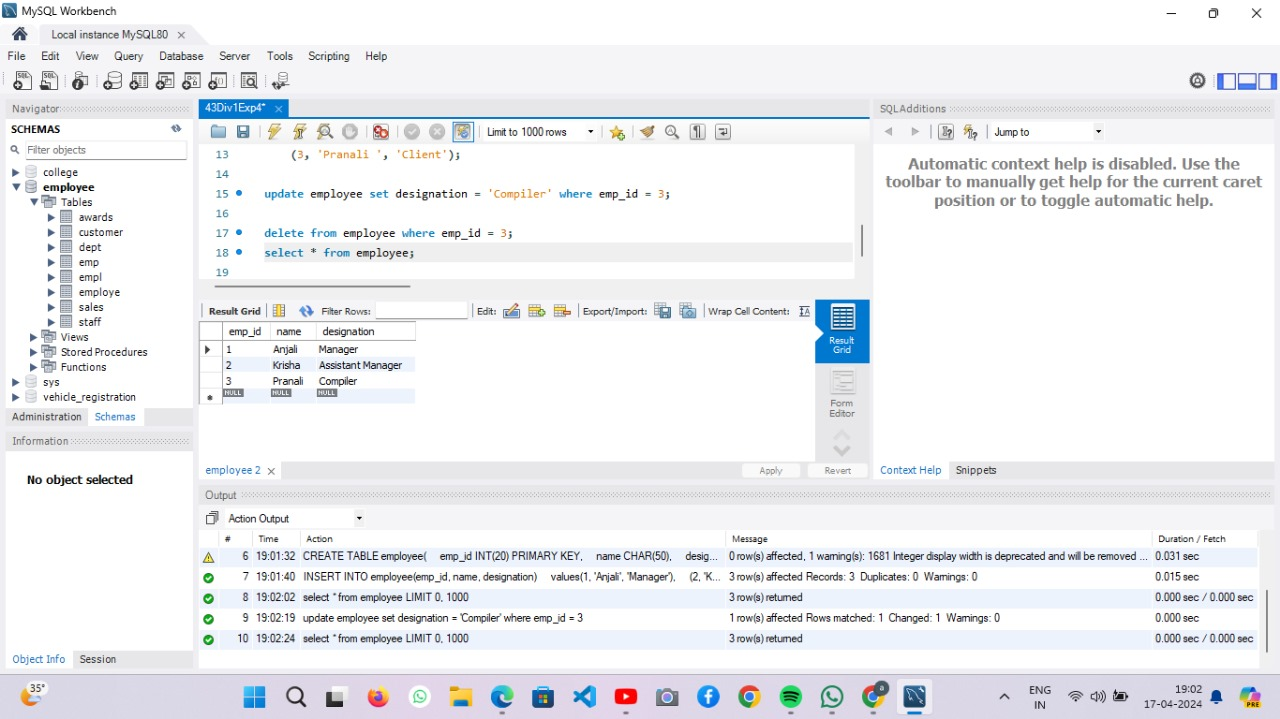 MySQL Workbench
Local instance MySQL80
File Edit View Query Database Server Tools Scripting Help
Navigator
SCHEMAS
Filter objects
college
employee
Tables
awards
customer
dept
emp
empl
employe
sales
staff
Views
Stored Procedures
Functions
sys
vehicle_registration
Administration Schemas
Information
No object selected
Object Info Session
43Div1Exp4*
Limit to 1000 rows
13 (3, 'Pranali ', 'Client');
14
15 update employee set designation = 'Compiler' where emp_id = 3;
16
17 delete from employee where emp_id = 3;
18 select * from employee;
19
Result Grid Filter Rows: Edit: Export/Import: Wrap Cell Content:
emp_id name designation
1 Anjali Manager
2 Krisha Assistant Manager
3 Pranali Compiler
NULL NULL NULL
Result Grid
Form Editor
employee 2 Apply Revert
SQLAdditions
Jump to
Automatic context help is disabled. Use the
toolbar to manually get help for the current caret
position or to toggle automatic help.
Context Help Snippets
Output
Action Output
# Time Action Message Duration / Fetch
6 19:01:32 CREATE TABLE employee( emp_id INT(20) PRIMARY KEY, name CHAR(50), desig... 0 row(s) affected, 1 warning(s): 1681 Integer display width is deprecated and will be removed ... 0.031 sec
7 19:01:40 INSERT INTO employee(emp_id, name, designation) values(1, 'Anjali', 'Manager'), (2, 'K... 3 row(s) affected Records: 3 Duplicates: 0 Warnings: 0 0.015 sec
8 19:02:02 select * from employee LIMIT 0, 1000 3 row(s) returned 0.000 sec / 0.000 sec
9 19:02:19 update employee set designation = 'Compiler' where emp_id = 3 1 row(s) affected Rows matched: 1 Changed: 1 Warnings: 0 0.000 sec
10 19:02:24 select * from employee LIMIT 0, 1000 3 row(s) returned 0.000 sec / 0.000 sec
35°
ENG
IN
19:02
17-04-2024
PRE